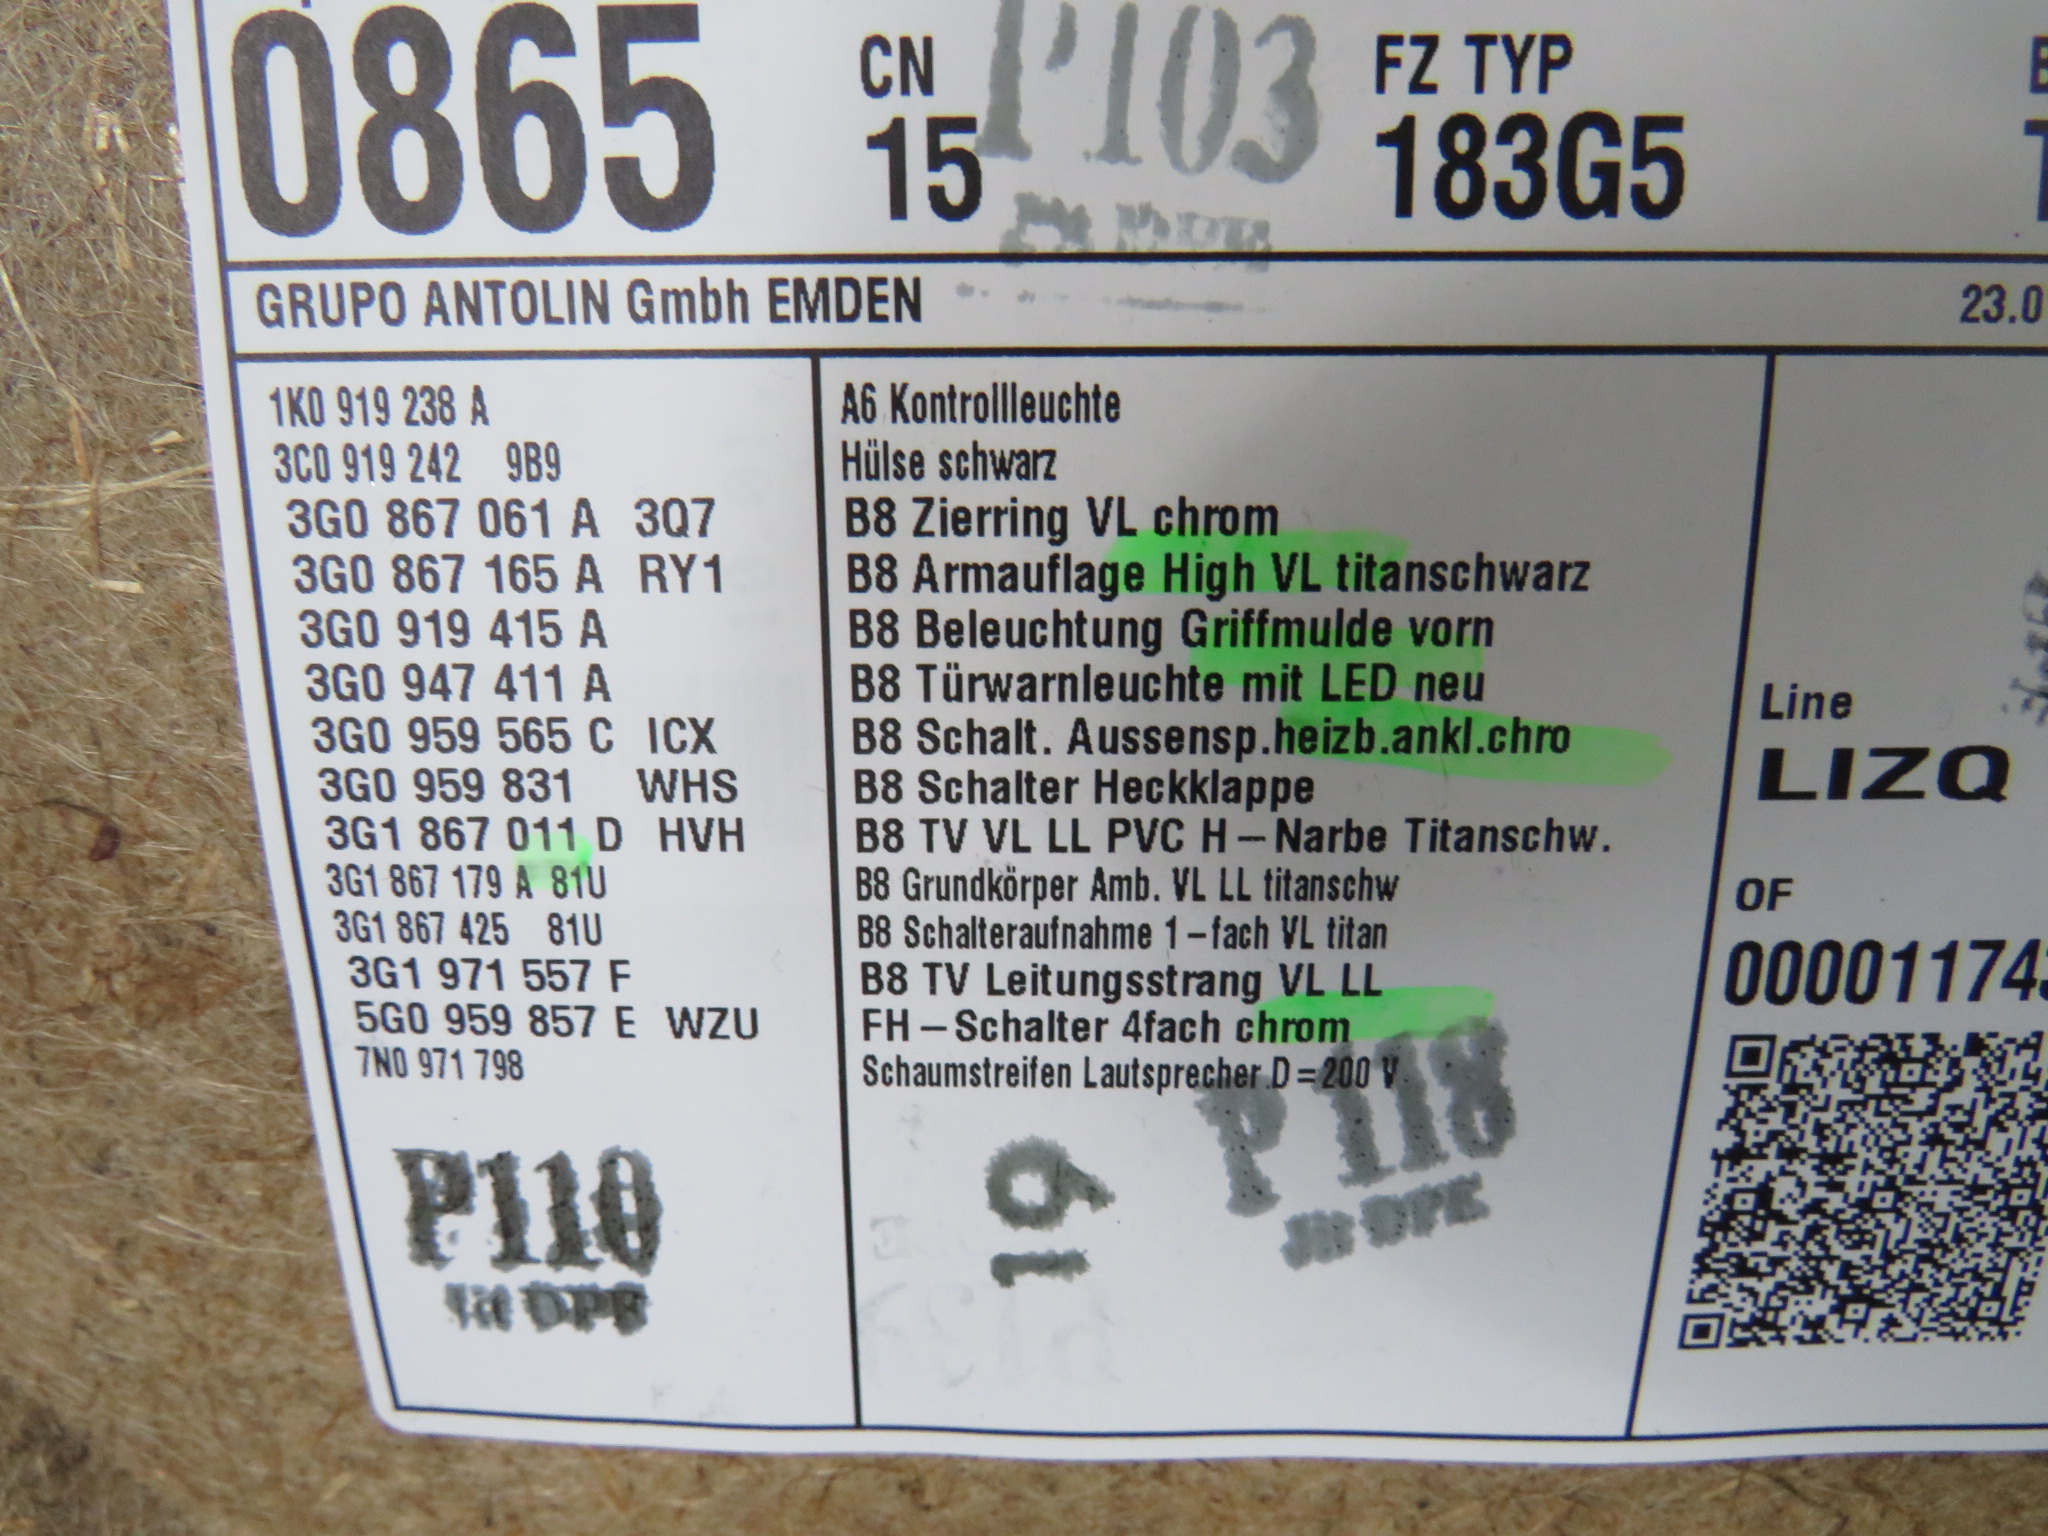 0865
CN
15
P103
FZ TYP
183G5
GRUPO ANTOLIN Gmbh EMDEN
23.0
1K0 919 238 A A6 Kontrollleuchte
3C0 919 242 9B9 Hülse schwarz
3G0 867 061 A 3Q7 B8 Zierring VL chrom
3G0 867 165 A RY1 B8 Armauflage High VL titanschwarz
3G0 919 415 A B8 Beleuchtung Griffmulde vorn
3G0 947 411 A B8 Türwarnleuchte mit LED neu
3G0 959 565 C ICX B8 Schalt. Aussensp.heizb.ankl.chro
3G0 959 831 WHS B8 Schalter Heckklappe
3G1 867 011 D HVH B8 TV VL LL PVC H–Narbe Titanschw.
3G1 867 179 A 81U B8 Grundkörper Amb. VL LL titanschw
3G1 867 425 81U B8 Schalteraufnahme 1–fach VL titan
3G1 971 557 F B8 TV Leitungsstrang VL LL
5G0 959 857 E WZU FH–Schalter 4fach chrom
7N0 971 798 Schaumstreifen Lautsprecher D=200 V
Line
LIZQ
OF
00001174
P110
19
P118